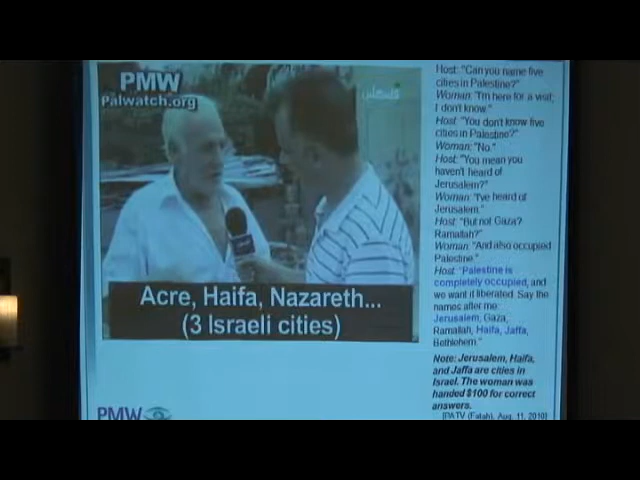 PMW
Palwatch.org
فلسطين
Acre, Haifa, Nazareth...
(3 Israeli cities)
PMW
Host: "Can you name five
cities in Palestine?"
Woman: "I'm here for a visit;
I don't know."
Host: "You don't know five
cities in Palestine?"
Woman: "No."
Host: "You mean you
haven't heard of
Jerusalem?"
Woman: "I've heard of
Jerusalem."
Host: "But not Gaza?
Ramallah?"
Woman: "And also occupied
Palestine."
Host: "Palestine is
completely occupied, and
we want it liberated. Say the
names after me:
Jerusalem, Gaza,
Ramallah, Haifa, Jaffa,
Bethlehem."
Note: Jerusalem, Haifa,
and Jaffa are cities in
Israel. The woman was
handed $100 for correct
answers.
[PA TV (Fatah), Aug. 11, 2010]